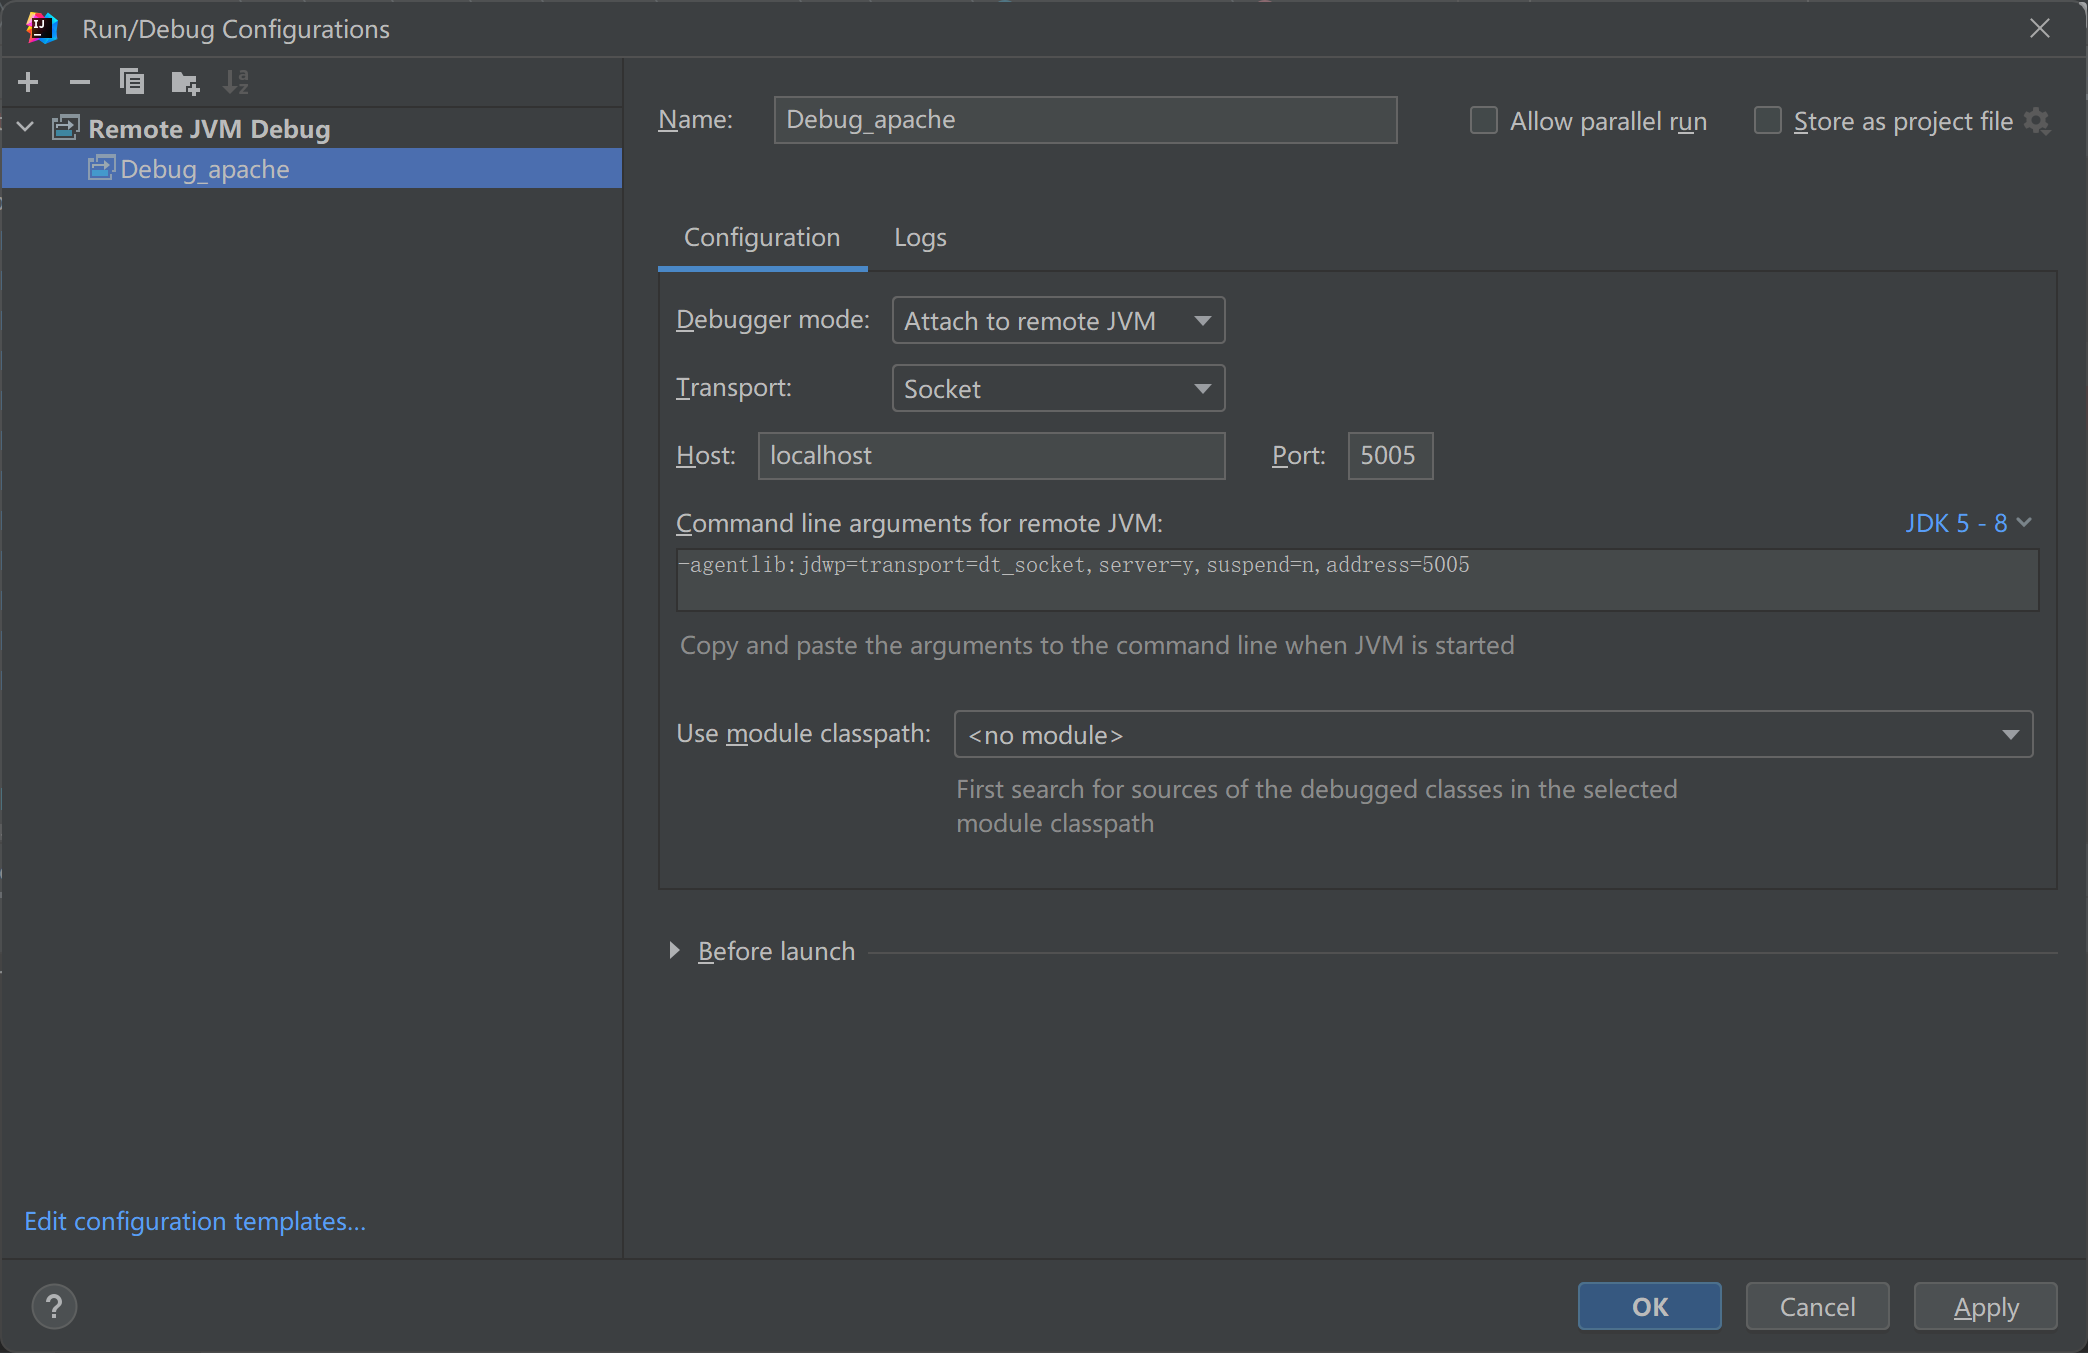 Run/Debug Configurations
Remote JVM Debug
Debug_apache
Name: Debug_apache
Allow parallel run
Store as project file
Configuration
Logs
Debugger mode: Attach to remote JVM
Transport: Socket
Host: localhost
Port: 5005
Command line arguments for remote JVM:
JDK 5 - 8
-agentlib:jdwp=transport=dt_socket,server=y,suspend=n,address=5005
Copy and paste the arguments to the command line when JVM is started
Use module classpath: <no module>
First search for sources of the debugged classes in the selected
module classpath
Before launch
Edit configuration templates...
?
OK
Cancel
Apply